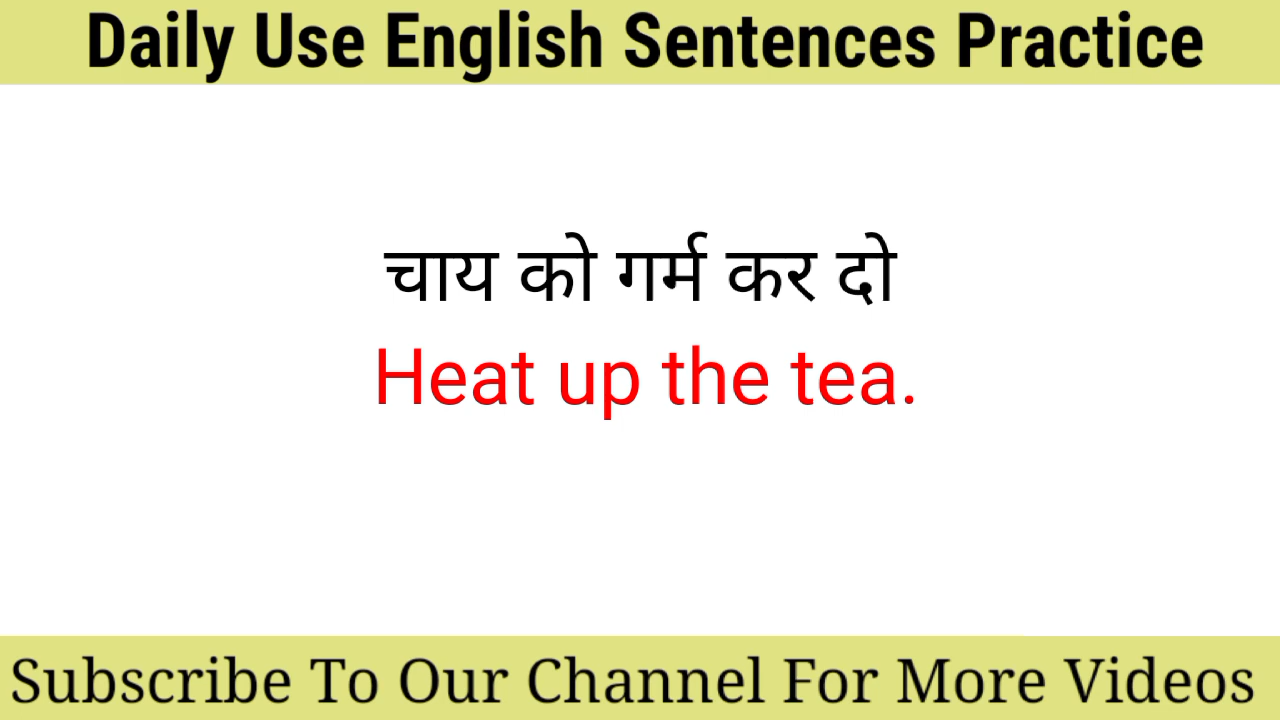 Daily Use English Sentences Practice
चाय को गर्म कर दो
Heat up the tea.
Subscribe To Our Channel For More Videos